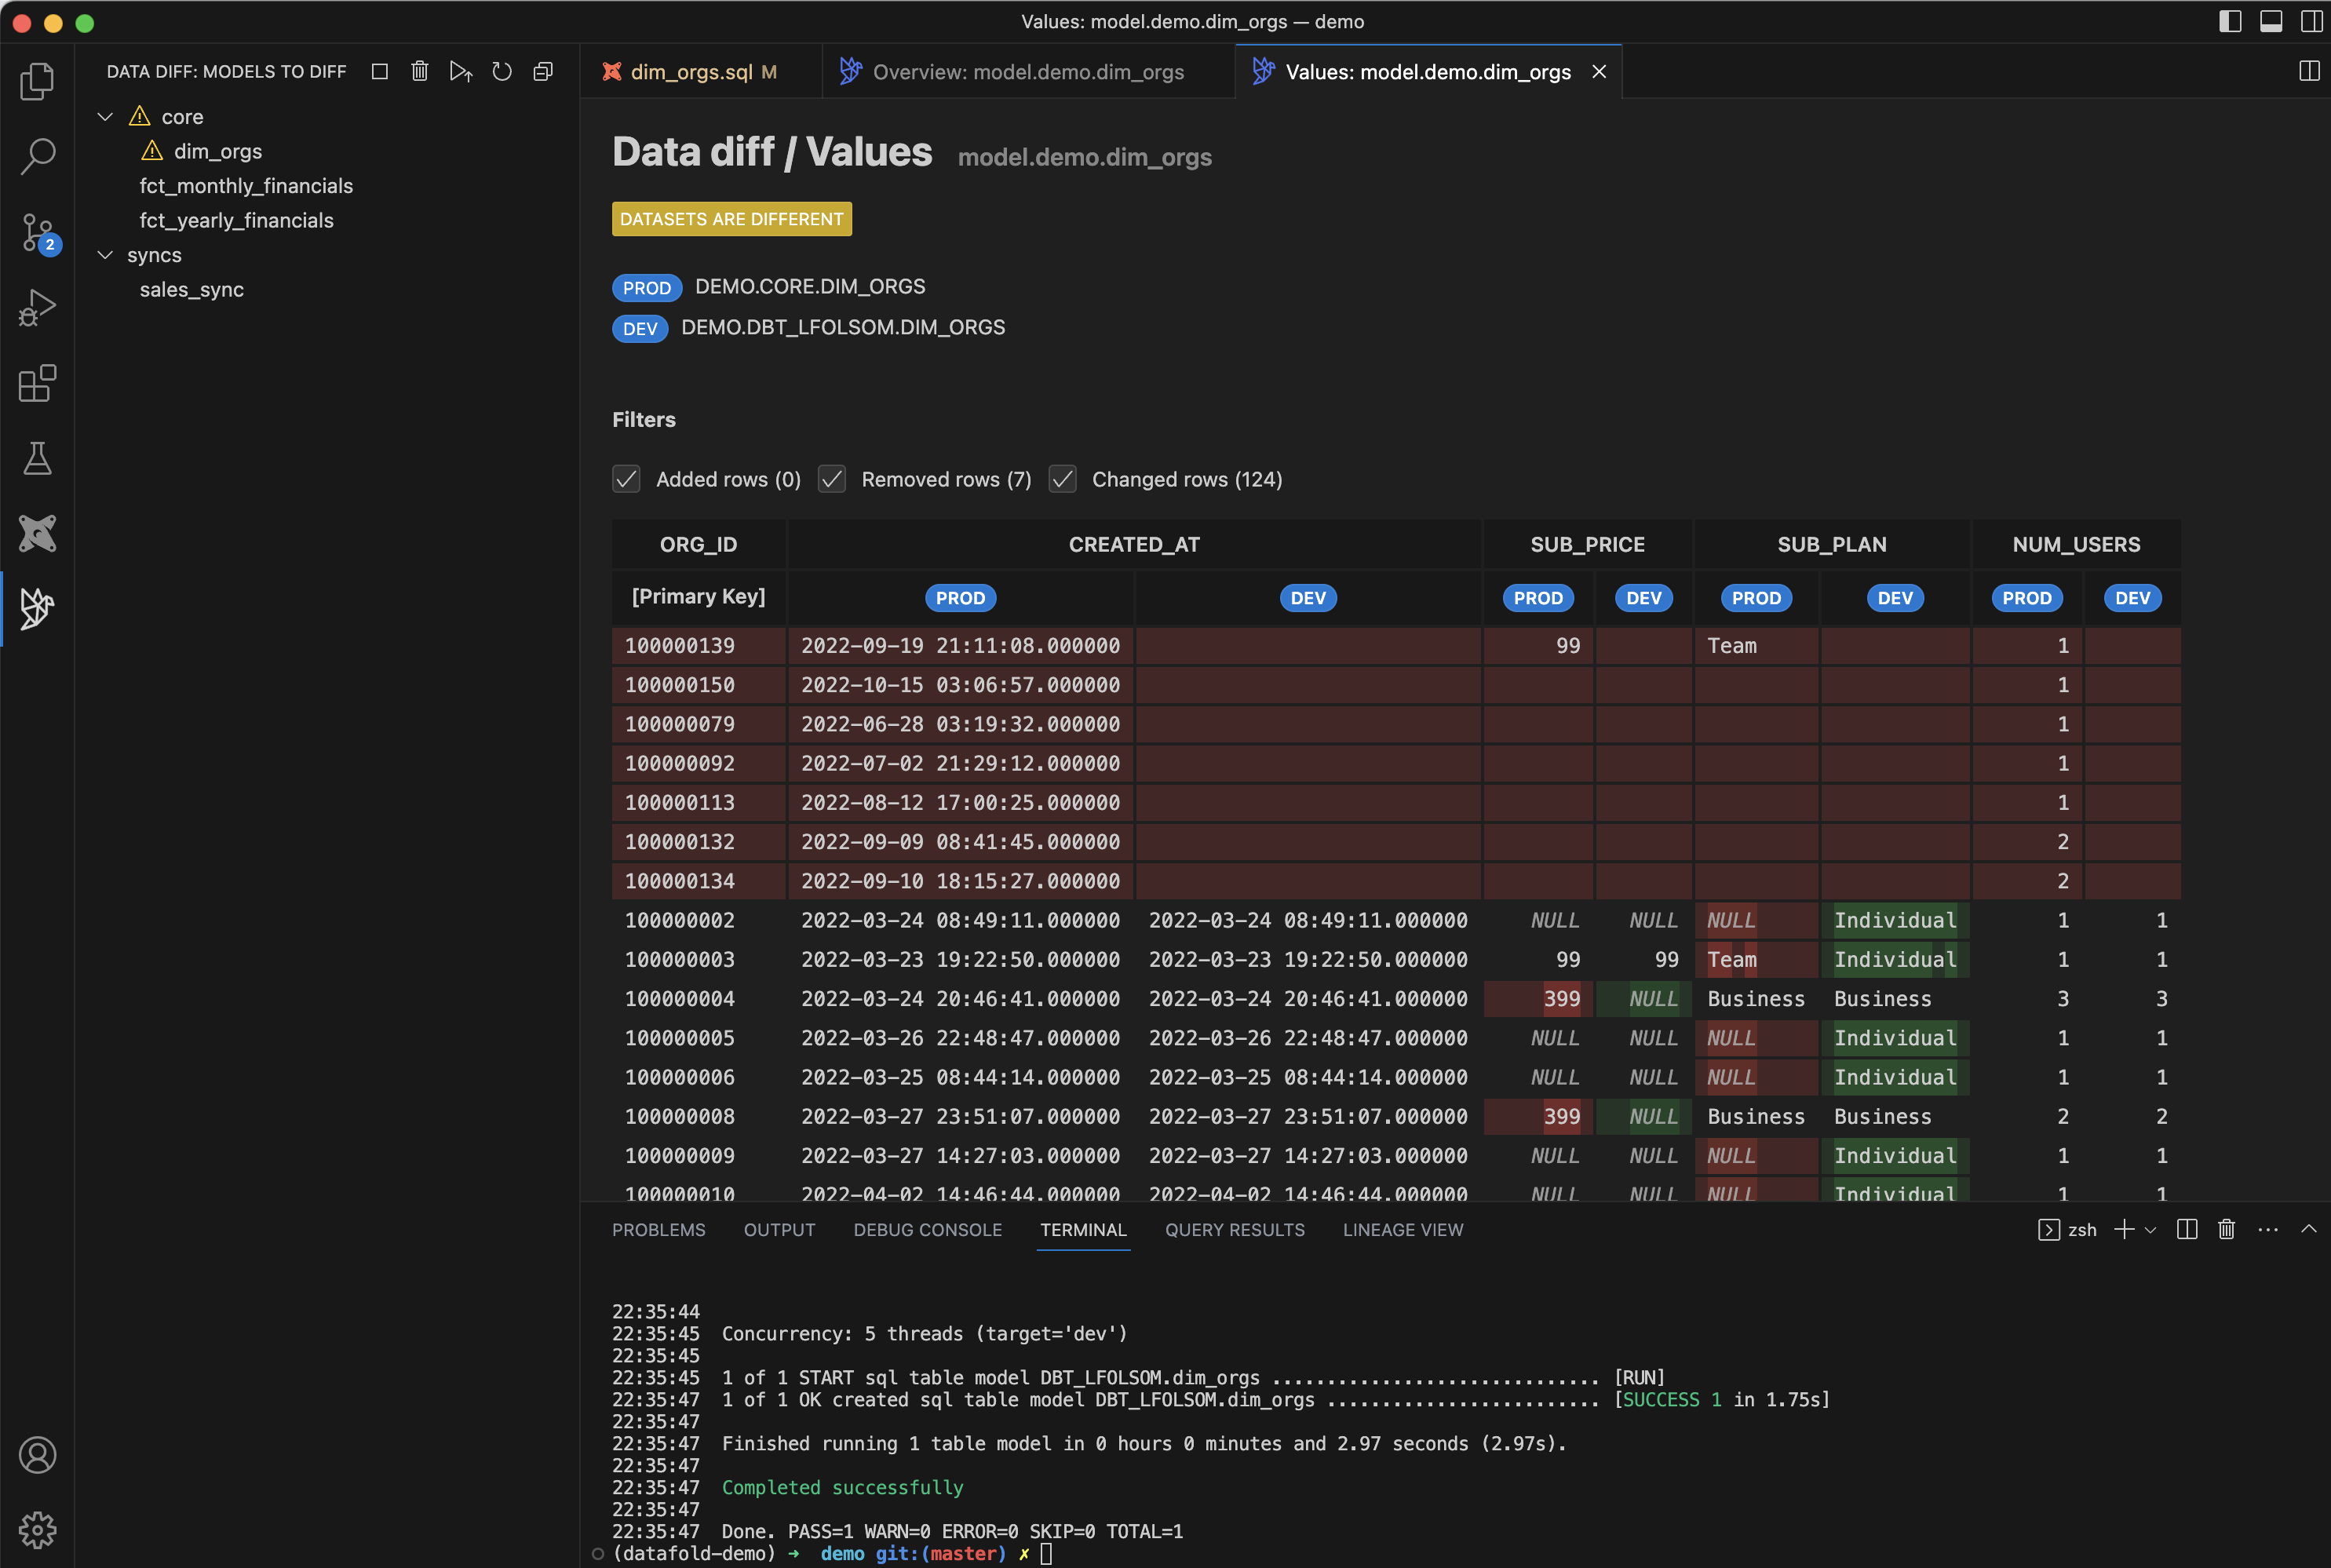 Values: model.demo.dim_orgs — demo
DATA DIFF: MODELS TO DIFF
core
dim_orgs
fct_monthly_financials
fct_yearly_financials
syncs
sales_sync
2
dim_orgs.sql M Overview: model.demo.dim_orgs Values: model.demo.dim_orgs
Data diff / Values model.demo.dim_orgs
DATASETS ARE DIFFERENT
PROD DEMO.CORE.DIM_ORGS
DEV DEMO.DBT_LFOLSOM.DIM_ORGS
Filters
Added rows (0) Removed rows (7) Changed rows (124)
ORG_ID CREATED_AT SUB_PRICE SUB_PLAN NUM_USERS
[Primary Key] PROD DEV PROD DEV PROD DEV PROD DEV
100000139 2022-09-19 21:11:08.000000 99 Team 1
100000150 2022-10-15 03:06:57.000000 1
100000079 2022-06-28 03:19:32.000000 1
100000092 2022-07-02 21:29:12.000000 1
100000113 2022-08-12 17:00:25.000000 1
100000132 2022-09-09 08:41:45.000000 2
100000134 2022-09-10 18:15:27.000000 2
100000002 2022-03-24 08:49:11.000000 2022-03-24 08:49:11.000000 NULL NULL NULL Individual 1 1
100000003 2022-03-23 19:22:50.000000 2022-03-23 19:22:50.000000 99 99 Team Individual 1 1
100000004 2022-03-24 20:46:41.000000 2022-03-24 20:46:41.000000 399 NULL Business Business 3 3
100000005 2022-03-26 22:48:47.000000 2022-03-26 22:48:47.000000 NULL NULL NULL Individual 1 1
100000006 2022-03-25 08:44:14.000000 2022-03-25 08:44:14.000000 NULL NULL NULL Individual 1 1
100000008 2022-03-27 23:51:07.000000 2022-03-27 23:51:07.000000 399 NULL Business Business 2 2
100000009 2022-03-27 14:27:03.000000 2022-03-27 14:27:03.000000 NULL NULL NULL Individual 1 1
100000010 2022-04-02 14:46:44.000000 2022-04-02 14:46:44.000000 NULL NULL NULL Individual 1 1
PROBLEMS OUTPUT DEBUG CONSOLE TERMINAL QUERY RESULTS LINEAGE VIEW zsh
22:35:44
22:35:45 Concurrency: 5 threads (target='dev')
22:35:45
22:35:45 1 of 1 START sql table model DBT_LFOLSOM.dim_orgs .............................. [RUN]
22:35:47 1 of 1 OK created sql table model DBT_LFOLSOM.dim_orgs ......................... [SUCCESS 1 in 1.75s]
22:35:47
22:35:47 Finished running 1 table model in 0 hours 0 minutes and 2.97 seconds (2.97s).
22:35:47
22:35:47 Completed successfully
22:35:47
22:35:47 Done. PASS=1 WARN=0 ERROR=0 SKIP=0 TOTAL=1
(datafold-demo) ➜ demo git:(master) ✗